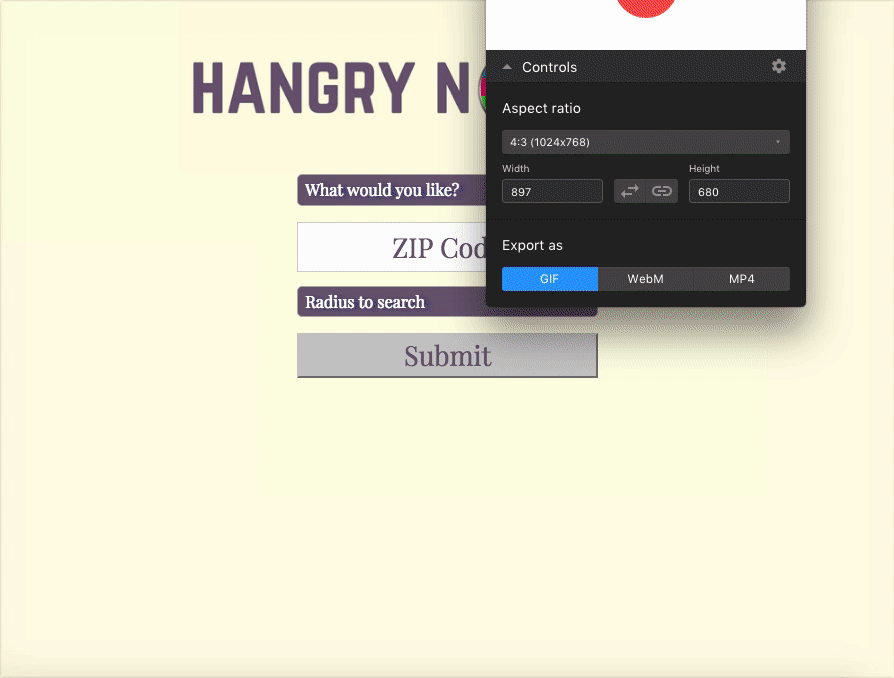 HANGRY N
What would you like?
ZIP Cod
Radius to search
Submit
Controls
Aspect ratio
4:3 (1024x768)
Width Height
897 680
Export as
GIF WebM MP4